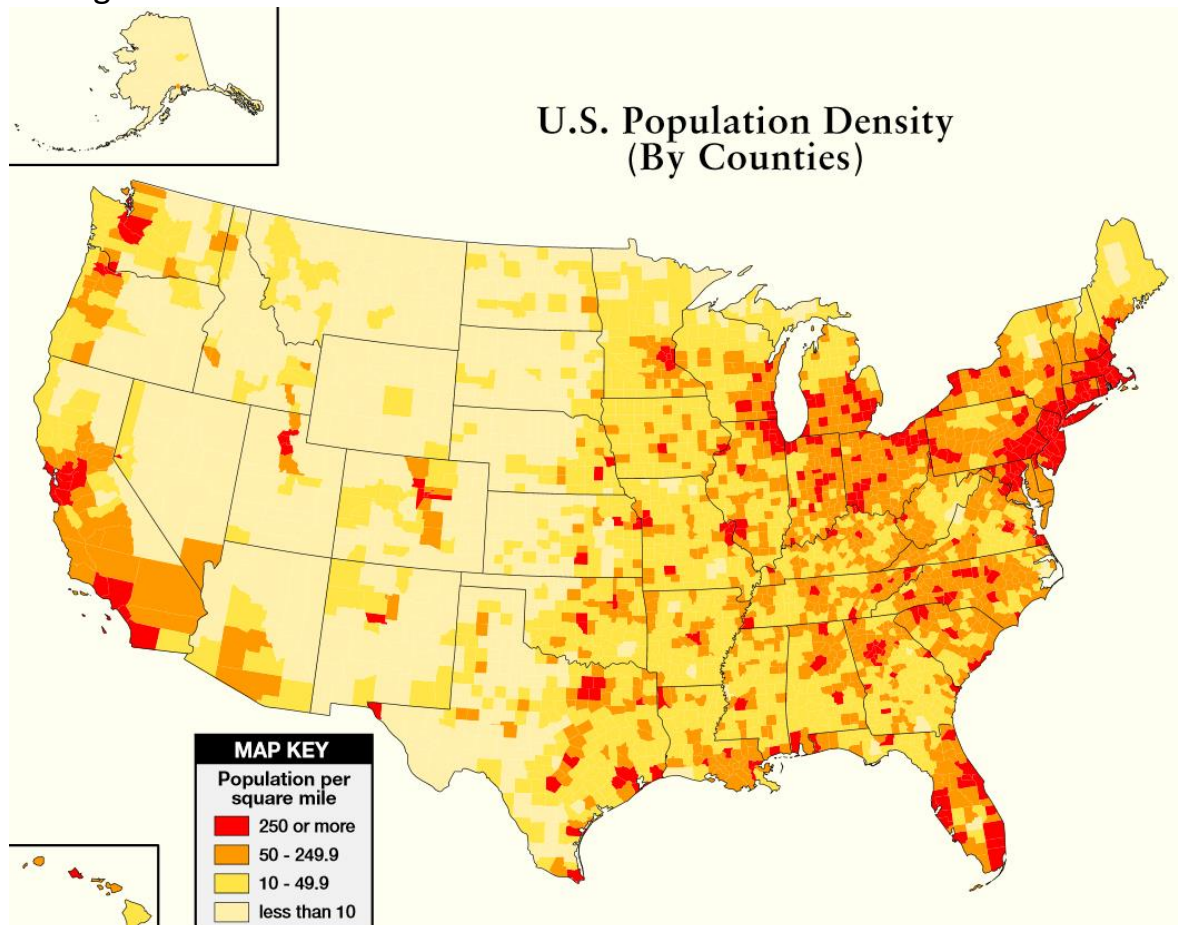 U.S. Population Density
(By Counties)
MAP KEY
Population per
square mile
250 or more
50 - 249.9
10 - 49.9
less than 10